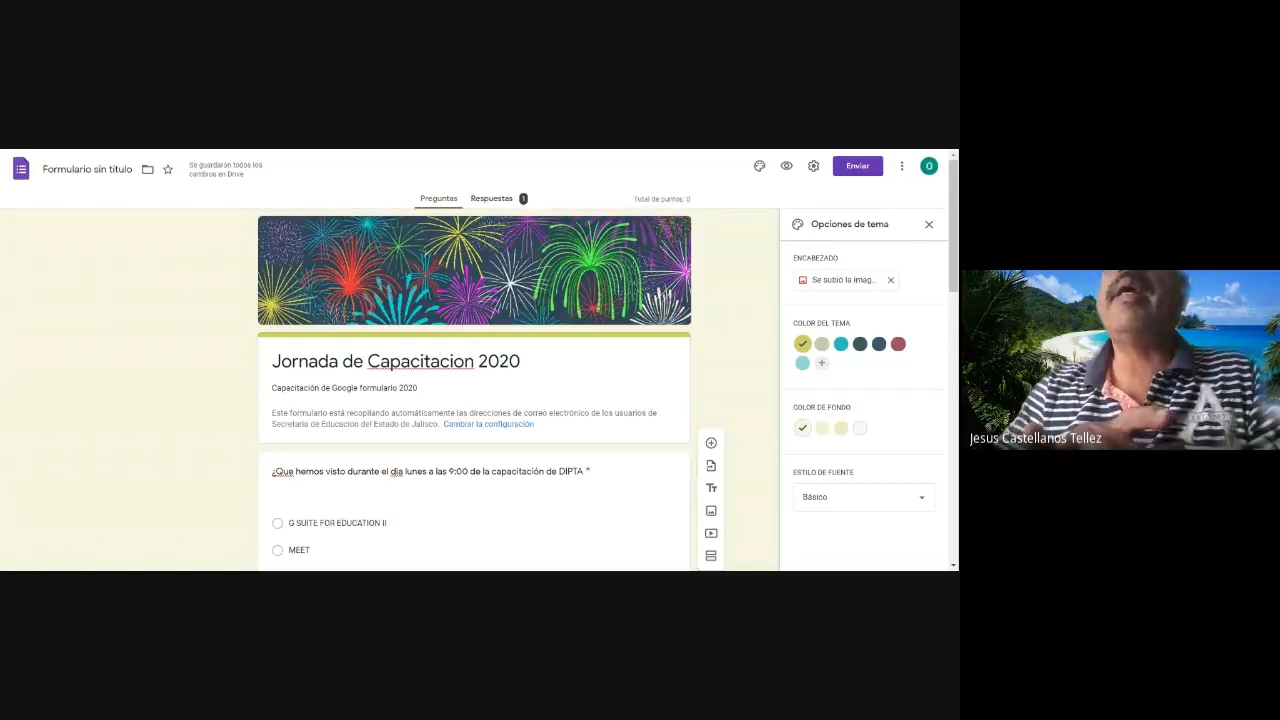 Formulario sin título
Se guardaron todos los
cambios en Drive
Enviar
O
Preguntas
Respuestas 1
Total de puntos: 0
Opciones de tema
ENCABEZADO
Se subió la imag...
COLOR DEL TEMA
COLOR DE FONDO
ESTILO DE FUENTE
Básico
Jornada de Capacitacion 2020
Capacitación de Google formulario 2020
Este formulario está recopilando automáticamente las direcciones de correo electrónico de los usuarios de
Secretaria de Educacion del Estado de Jalisco. Cambiar la configuración
¿Que hemos visto durante el dia lunes a las 9:00 de la capacitación de DIPTA *
G SUITE FOR EDUCATION II
MEET
Tт
Jesus Castellanos Tellez